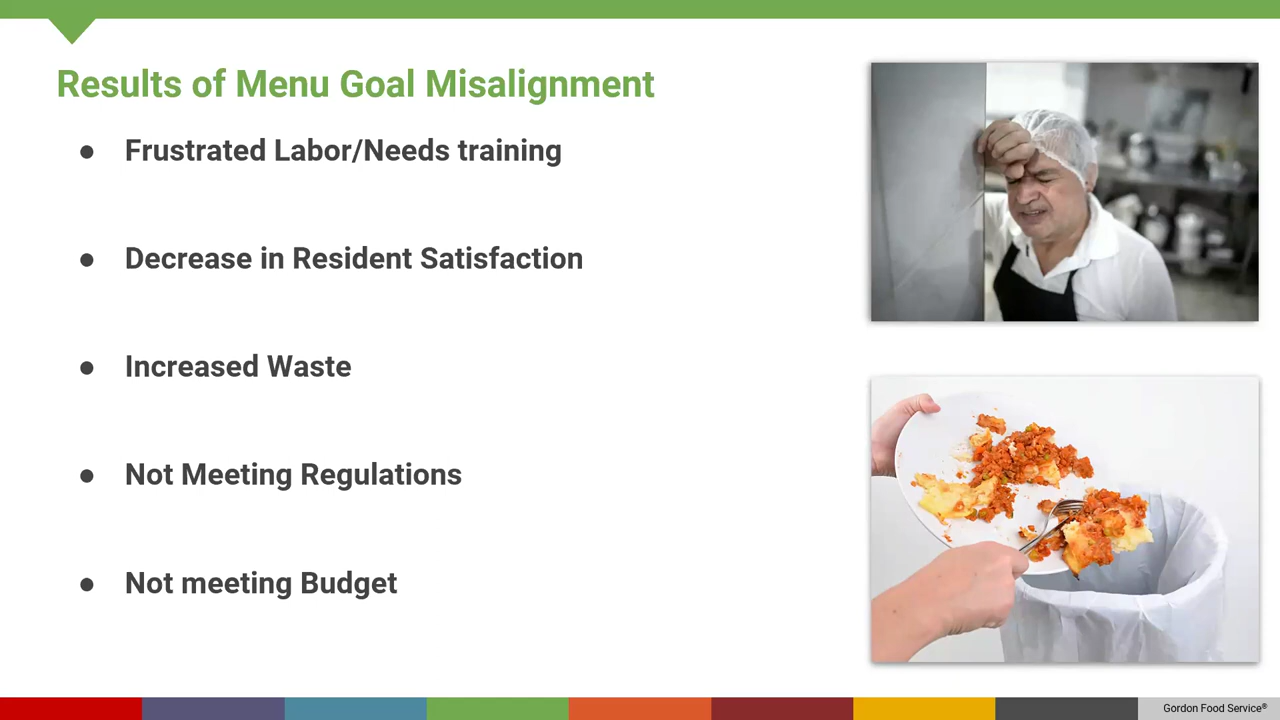 Results of Menu Goal Misalignment
● Frustrated Labor/Needs training
● Decrease in Resident Satisfaction
● Increased Waste
● Not Meeting Regulations
● Not meeting Budget
Gordon Food Service®